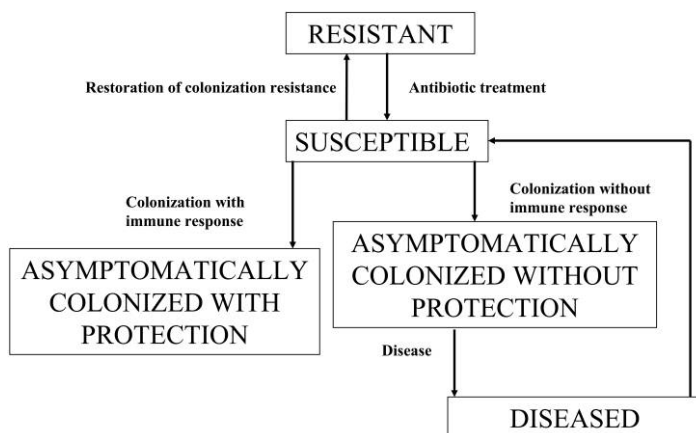 RESISTANT
Restoration of colonization resistance
Antibiotic treatment
SUSCEPTIBLE
Colonization with
immune response
Colonization without
immune response
ASYMPTOMATICALLY
COLONIZED WITH
PROTECTION
ASYMPTOMATICALLY
COLONIZED WITHOUT
PROTECTION
Disease
DISEASED